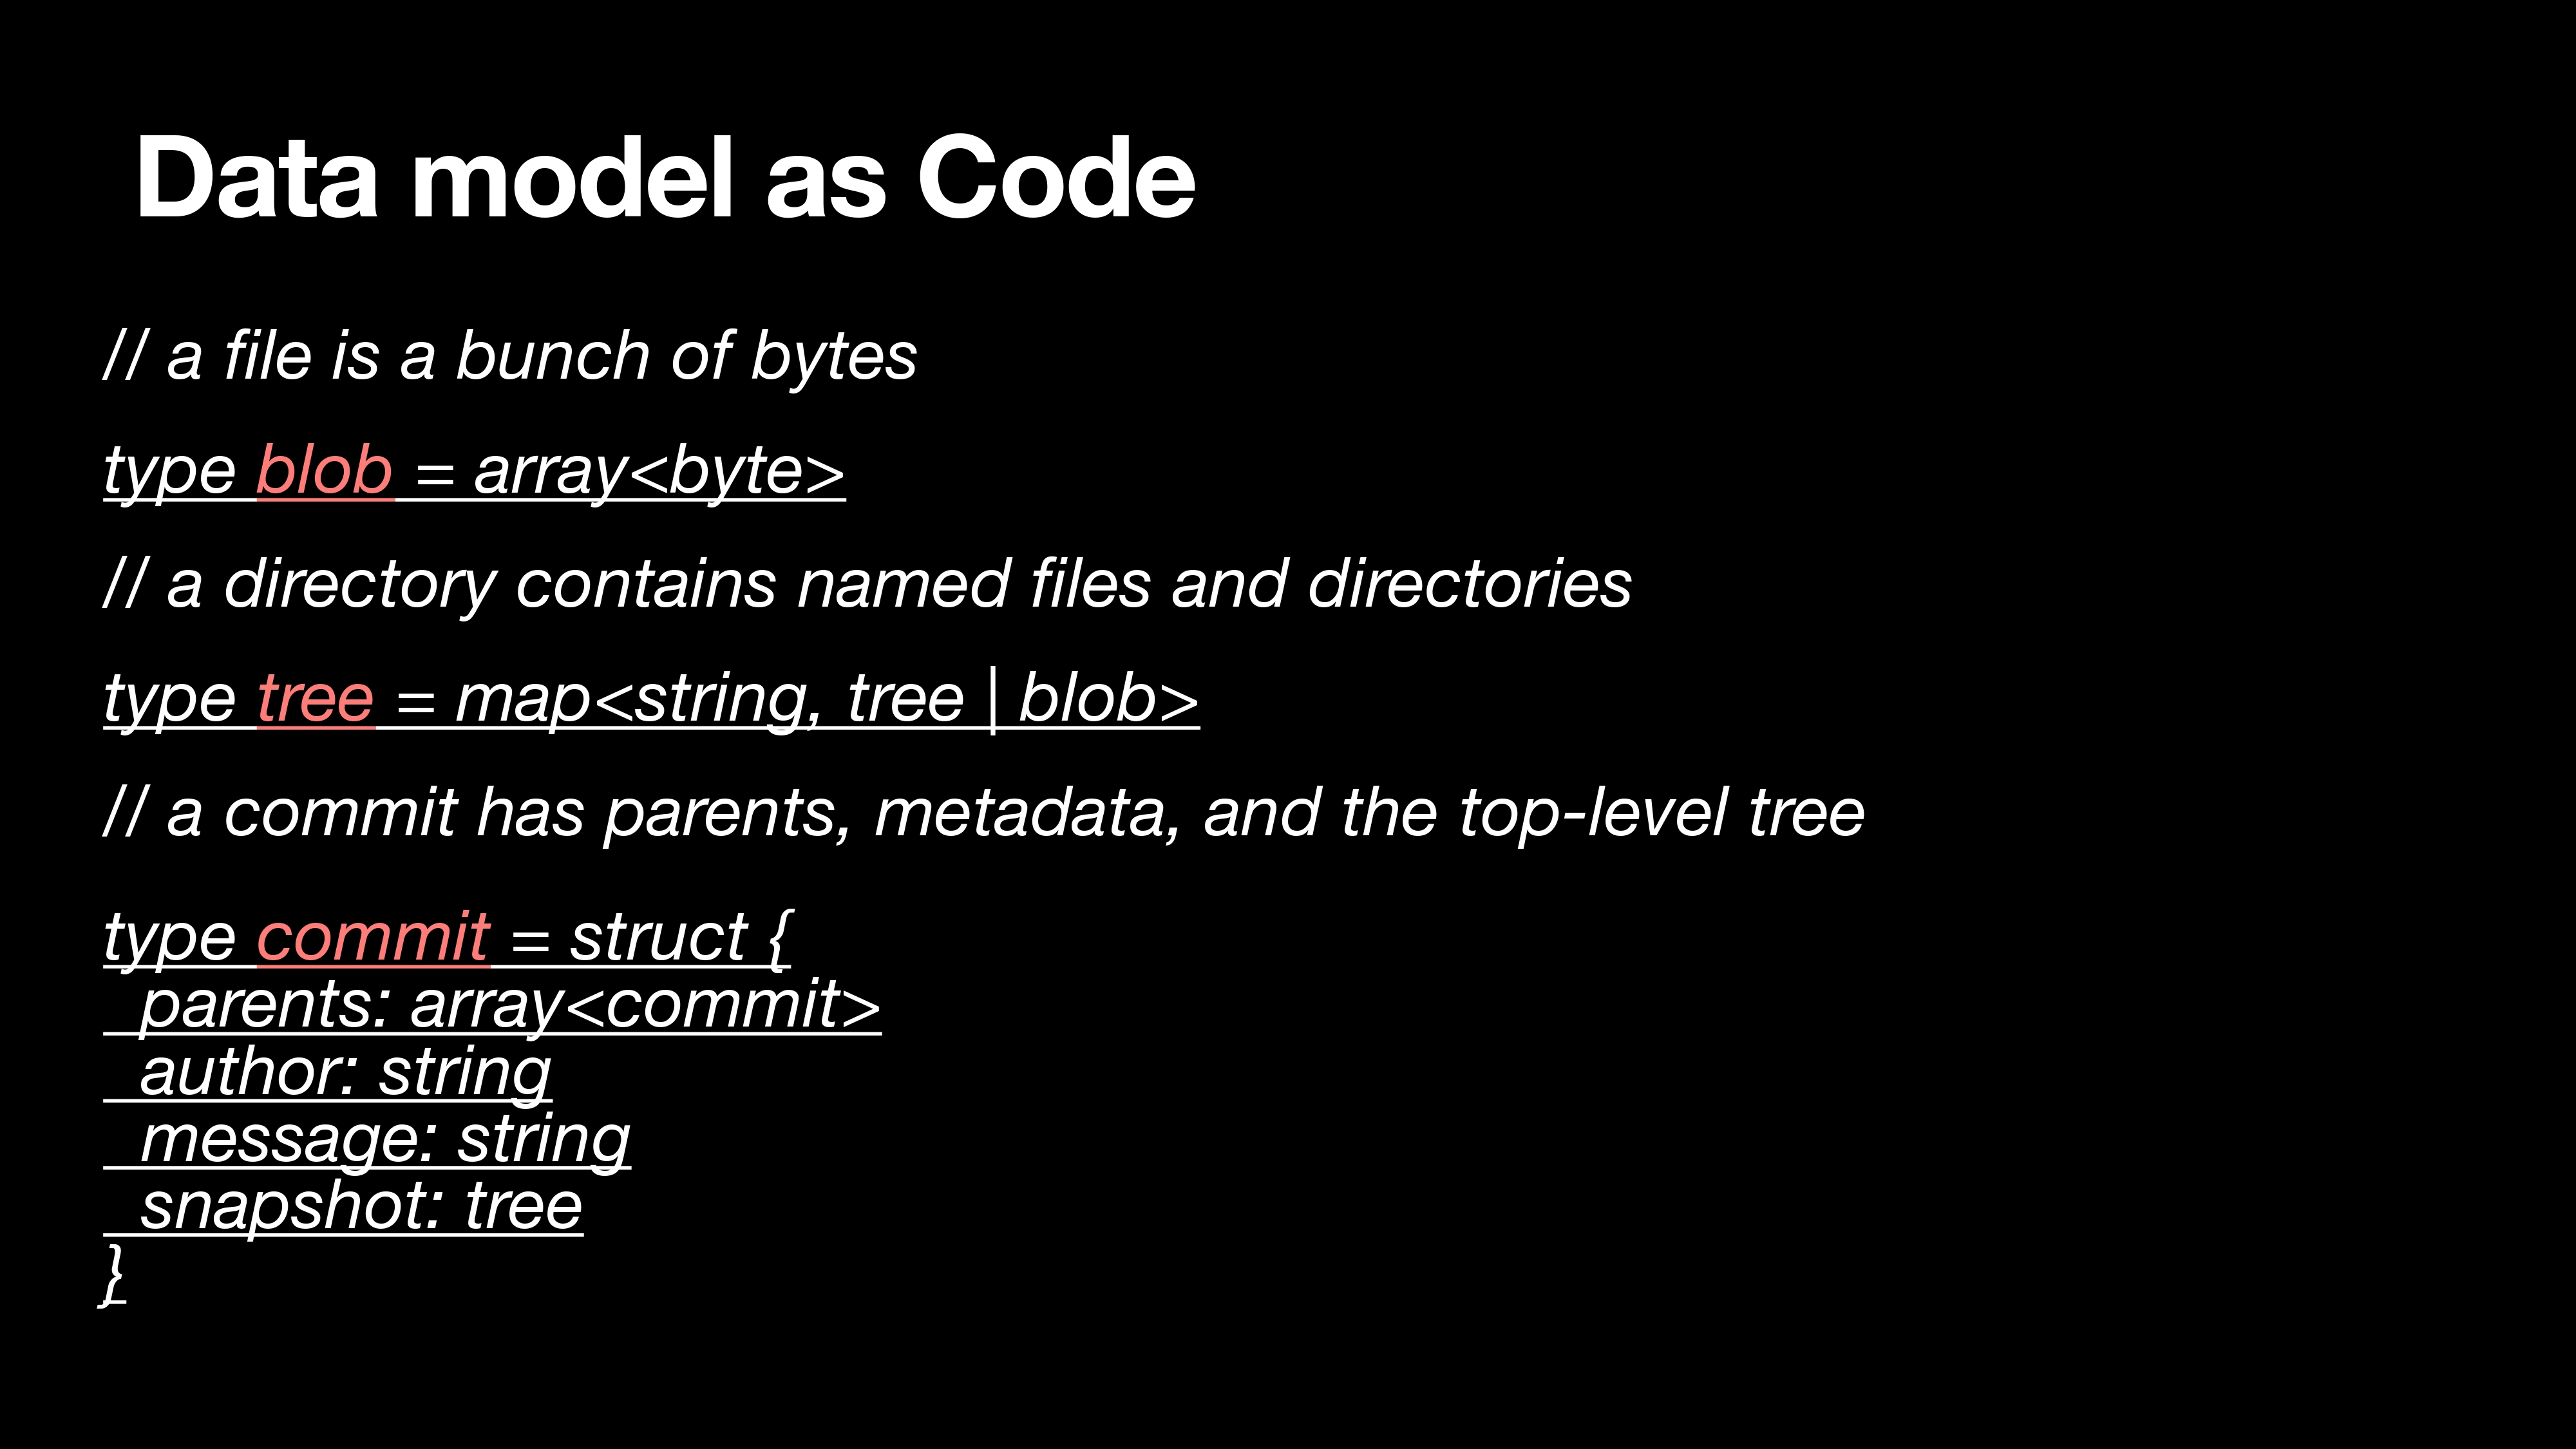 Data model as Code
// a file is a bunch of bytes
type blob = array<byte>
// a directory contains named files and directories
type tree = map<string, tree | blob>
// a commit has parents, metadata, and the top-level tree
type commit = struct {
  parents: array<commit>
  author: string
  message: string
  snapshot: tree
}